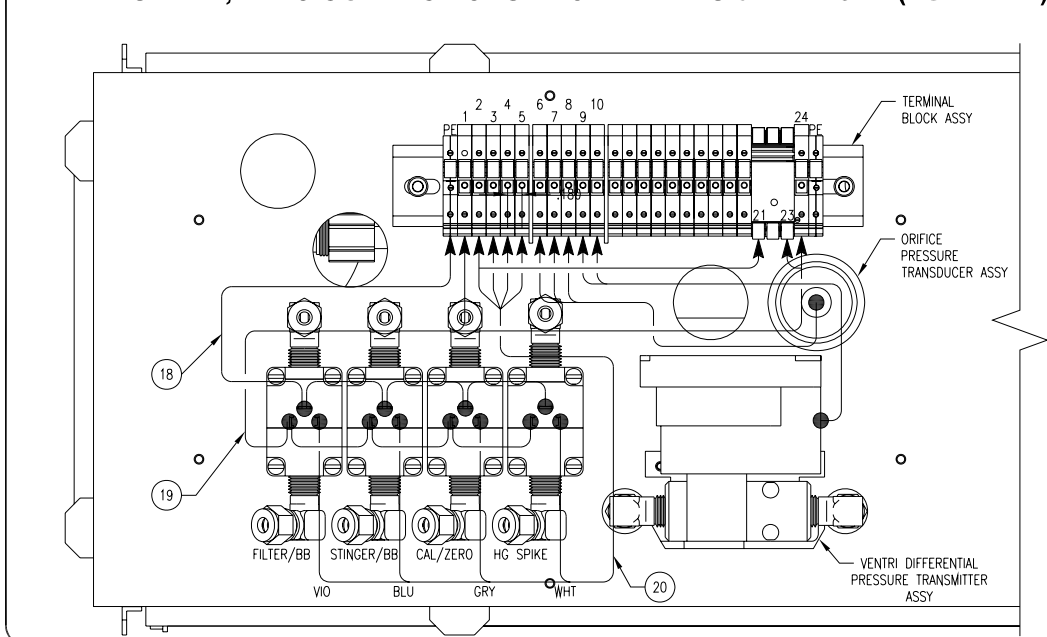 2 4 6 8 10
PE 1 3 5 7 9 24 PE
TERMINAL
BLOCK ASSY
.180
21 23
ORIFICE
PRESSURE
TRANSDUCER ASSY
18
19
FILTER/BB STINGER/BB CAL/ZERO HG SPIKE
VIO BLU GRY WHT
20
VENTRI DIFFERENTIAL
PRESSURE TRANSMITTER
ASSY